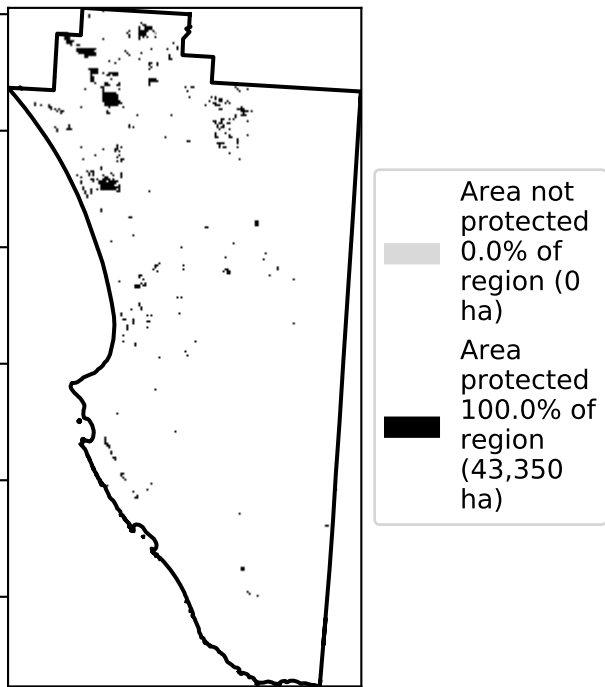 Area not
protected
0.0% of
region (0
ha)
Area
protected
100.0% of
region
(43,350
ha)